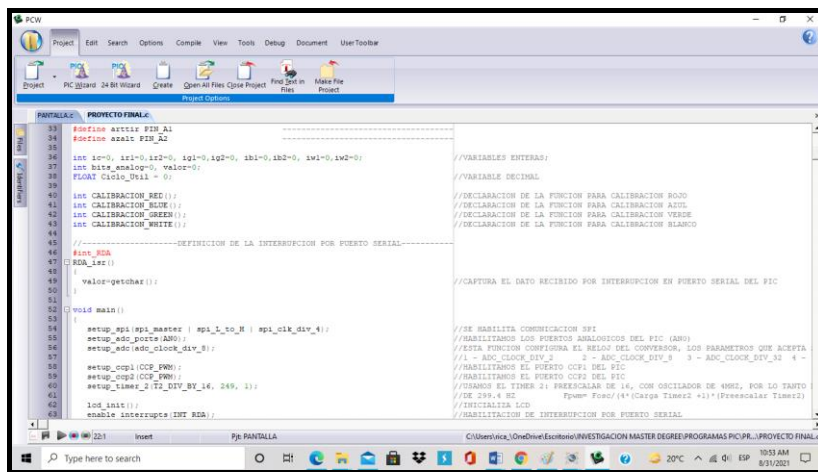 PCW
Project Edit Search Options Compile View Tools Debug Document User Toolbar
Project PIC Wizard 24 Bit Wizard Create Open All Files Close Project Find Text in Files Make File Project
Project Options
PANTALLA.c PROYECTO FINAL.c
Files
Identifiers
33 #define arttir PIN_A1
34 #define azalt PIN_A2
35
36 int ic=0, ir1=0,ir2=0, ig1=0,ig2=0, ib1=0,ib2=0, iw1=0,iw2=0; //VARIABLES ENTERAS;
37 int bits_analog=0, valor=0;
38 FLOAT Ciclo_Util = 0; //VARIABLE DECIMAL
39
40 int CALIBRACION_RED(); //DECLARACION DE LA FUNCION PARA CALIBRACION ROJO
41 int CALIBRACION_BLUE(); //DECLARACION DE LA FUNCION PARA CALIBRACION AZUL
42 int CALIBRACION_GREEN(); //DECLARACION DE LA FUNCION PARA CALIBRACION VERDE
43 int CALIBRACION_WHITE(); //DECLARACION DE LA FUNCION PARA CALIBRACION BLANCO
44
45 //--------------------DEFINICION DE LA INTERRUPCION POR PUERTO SERIAL----------
46 #int_RDA
47 RDA_isr()
48 {
49 valor=getchar(); //CAPTURA EL DATO RECIBIDO POR INTERRUPCION EN PUERTO SERIAL DEL PIC
50 }
51
52 void main()
53 {
54 setup_spi(spi_master | spi_L_to_H | spi_clk_div_4); //SE HABILITA COMUNICACION SPI
55 setup_adc_ports(AN0); //HABILITAMOS LOS PUERTOS ANALOGICOS DEL PIC (AN0)
56 setup_adc(adc_clock_div_8); //ESTA FUNCION CONFIGURA EL RELOJ DEL CONVERSOR, LOS PARAMETROS QUE ACEPTA
57 //1 - ADC_CLOCK_DIV_2 2 - ADC_CLOCK_DIV_8 3 - ADC_CLOCK_DIV_32 4 -
58 setup_ccp1(CCP_PWM); //HABILITAMOS EL PUERTO CCP1 DEL PIC
59 setup_ccp2(CCP_PWM); //HABILITAMOS EL PUERTO CCP2 DEL PIC
60 setup_timer_2(T2_DIV_BY_16, 249, 1); //USAMOS EL TIMER 2: PREESCALAR DE 16, CON OSCILADOR DE 4MHZ, POR LO TANTO
61 //DE 299.4 HZ Fpwm= Fosc/(4*(Carga Timer2 +1)*(Preescalar Timer2)
62 lcd_init(); //INICIALIZA LCD
63 enable_interrupts(INT_RDA); //HABILITACION DE INTERRUPCION POR PUERTO SERIAL
22:1 Insert Pjt: PANTALLA C:\Users\rica_\OneDrive\Escritorio\INVESTIGACION MASTER DEGREE\PROGRAMAS PIC\PR...\PROYECTO FINAL.c
Type here to search 20°C ESP 10:53 AM
8/31/2021